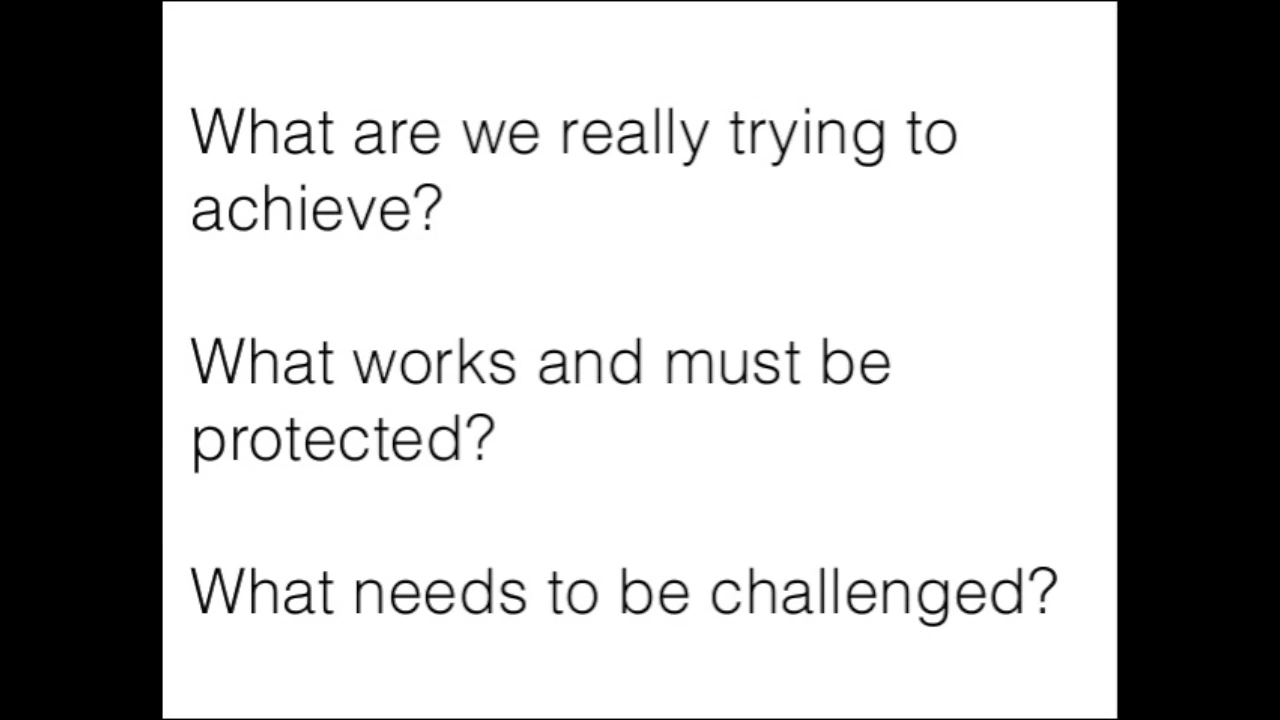 What are we really trying to
achieve?
What works and must be
protected?
What needs to be challenged?